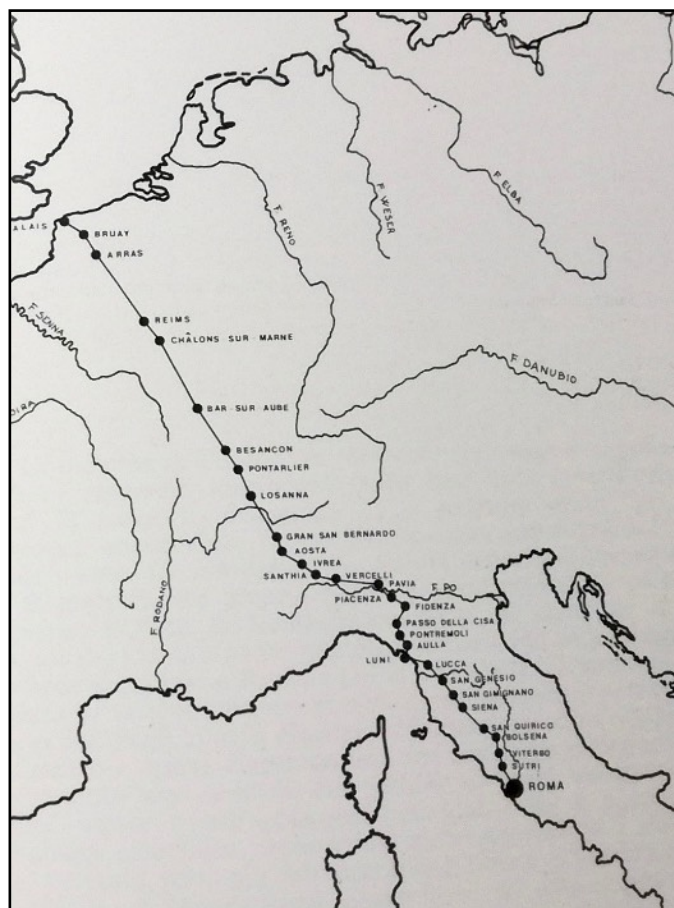 F. ELBA
F. WESER
F. RENO
ALAIS
BRUAY
ARRAS
F. SENNA
REIMS
CHÂLONS SUR-MARNE
F. DANUBIO
OIRA
BAR-SUR AUBE
BESANCON
PONTARLIER
LOSANNA
GRAN SAN BERNARDO
AOSTA
IVREA
SANTHIA
VERCELLI
PAVIA
F. PO
PIACENZA
FIDENZA
F. RODANO
PASSO DELLA CISA
PONTREMOLI
AULLA
LUNI
LUCCA
SAN GENESIO
SAN GIMIGNANO
SIENA
SAN QUIRICO
BOLSENA
VITERBO
SUTRI
ROMA